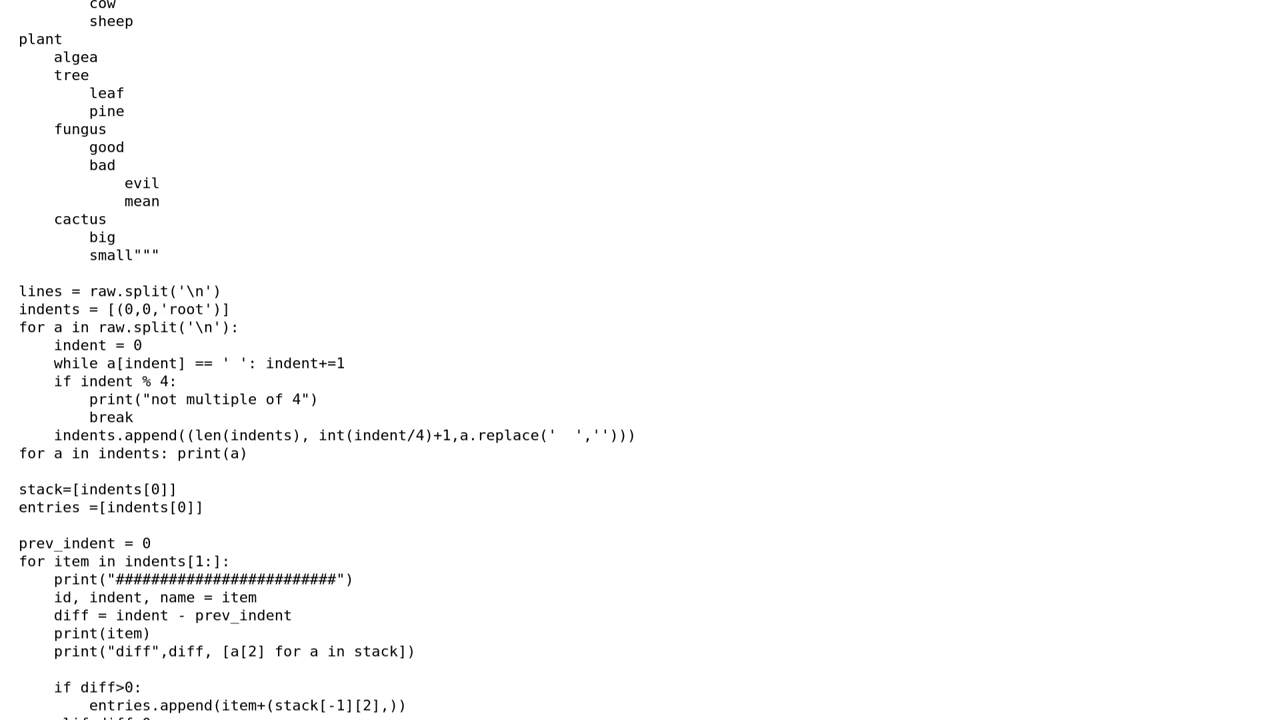 cow
        sheep
plant
    algea
    tree
        leaf
        pine
    fungus
        good
        bad
            evil
            mean
    cactus
        big
        small"""

lines = raw.split('\n')
indents = [(0,0,'root')]
for a in raw.split('\n'):
    indent = 0
    while a[indent] == ' ': indent+=1
    if indent % 4:
        print("not multiple of 4")
        break
    indents.append((len(indents), int(indent/4)+1,a.replace('  ','')))
for a in indents: print(a)

stack=[indents[0]]
entries =[indents[0]]

prev_indent = 0
for item in indents[1:]:
    print("#########################")
    id, indent, name = item
    diff = indent - prev_indent
    print(item)
    print("diff",diff, [a[2] for a in stack])

    if diff>0:
        entries.append(item+(stack[-1][2],))